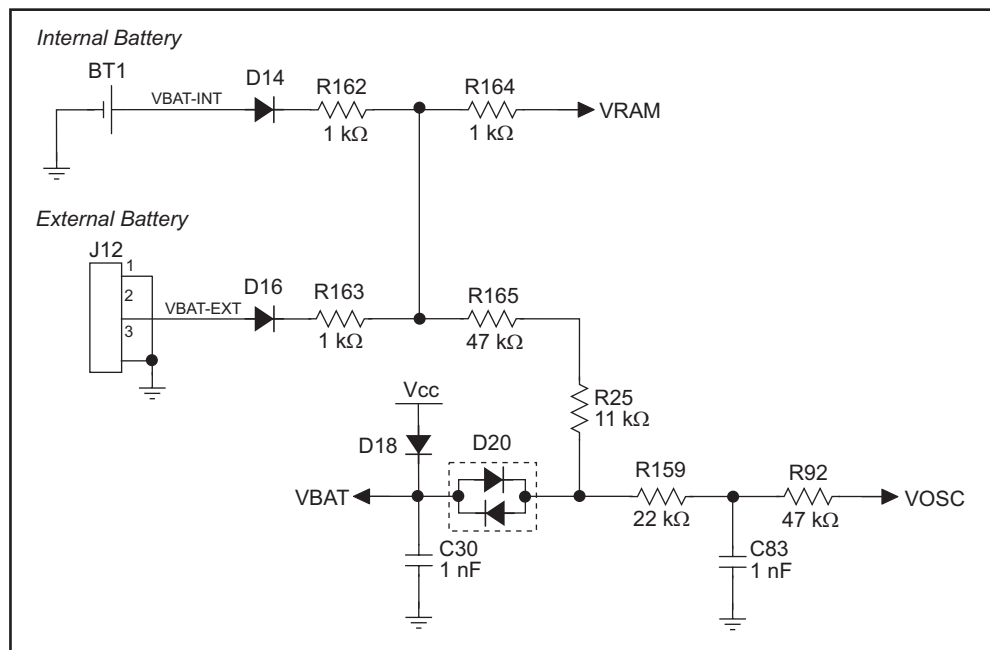 Internal Battery
BT1
VBAT-INT
D14
R162
1 kΩ
R164
1 kΩ
VRAM
External Battery
J12
1
2
3
VBAT-EXT
D16
R163
1 kΩ
R165
47 kΩ
R25
11 kΩ
Vcc
D18
D20
VBAT
R159
22 kΩ
R92
47 kΩ
VOSC
C30
1 nF
C83
1 nF